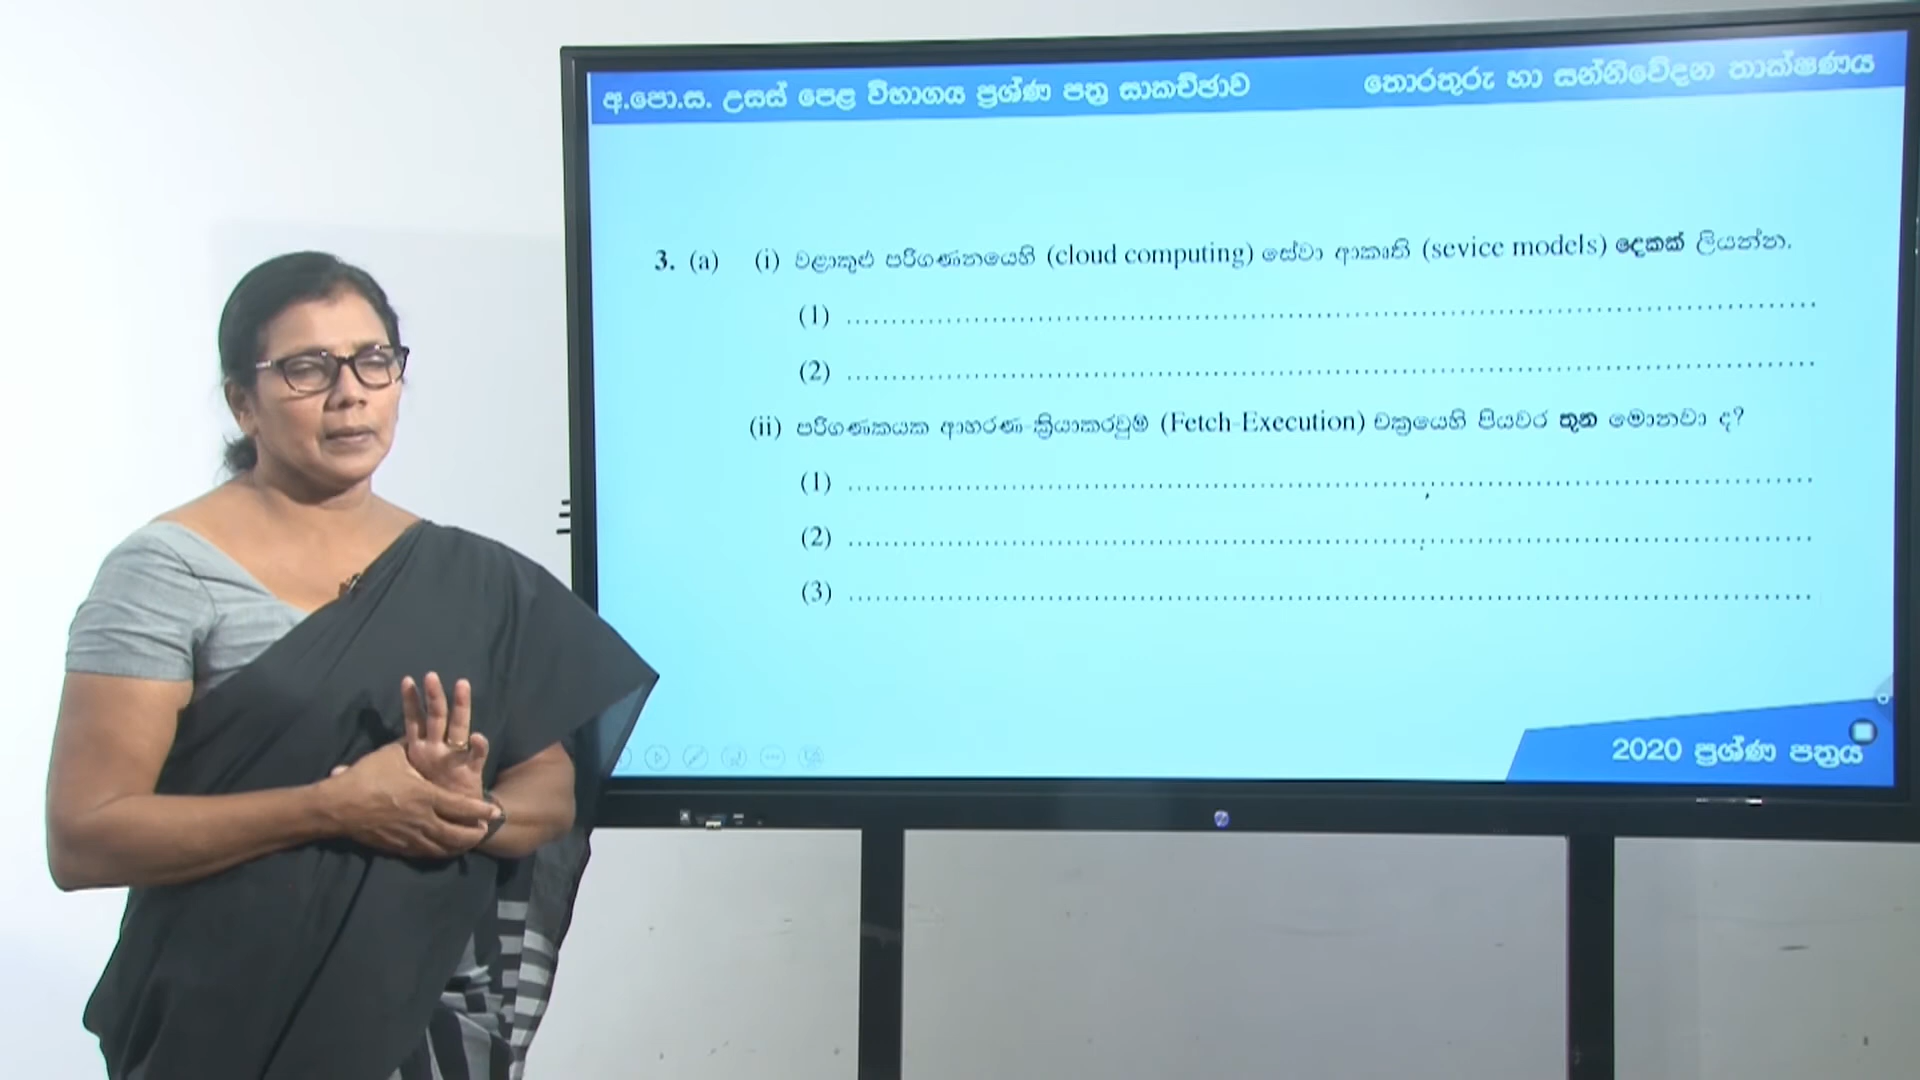 අ.පො.ස. උසස් පෙළ විභාගය ප්‍රශ්ණ පත්‍ර සාකච්ඡාව
තොරතුරු හා සන්නිවේදන තාක්ෂණය
3. (a) (i) වළාකුළු පරිගණනයෙහි (cloud computing) සේවා ආකෘති (sevice models) දෙකක් ලියන්න.
(1) ....................................................................................................
(2) ....................................................................................................
(ii) පරිගණකයක ආහරණ-ක්‍රියාකරවුම් (Fetch-Execution) චක්‍රයෙහි පියවර තුන මොනවා ද?
(1) ....................................................................................................
(2) ....................................................................................................
(3) ....................................................................................................
2020 ප්‍රශ්ණ පත්‍රය